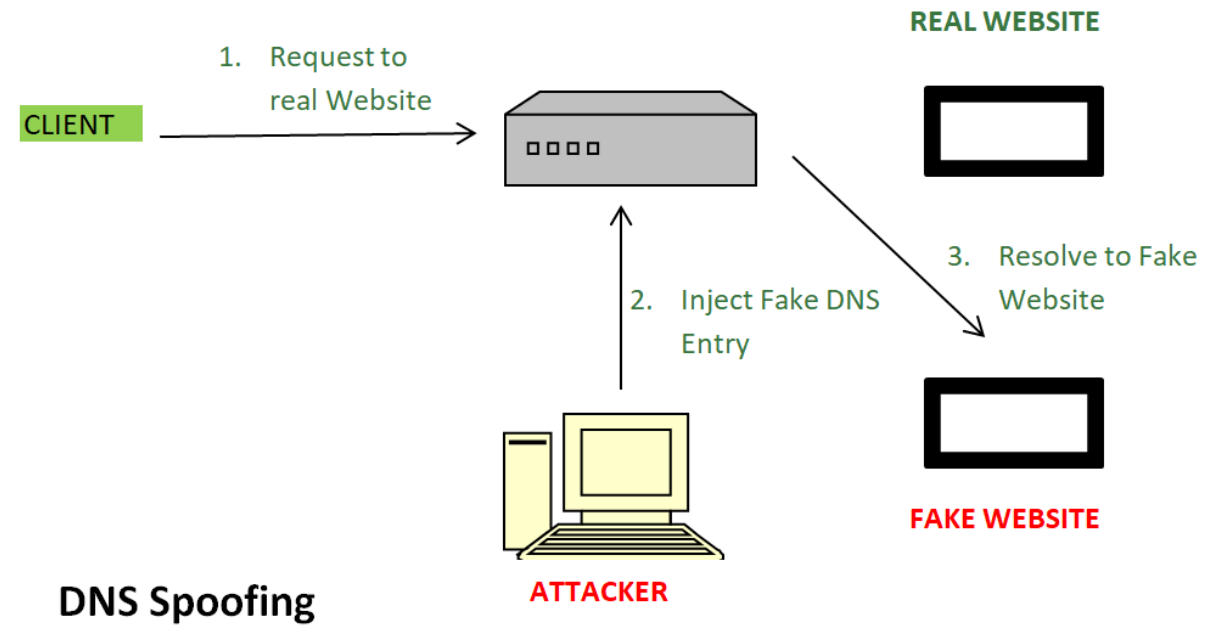 REAL WEBSITE
1. Request to
real Website
CLIENT
3. Resolve to Fake
Website
2. Inject Fake DNS
Entry
FAKE WEBSITE
ATTACKER
DNS Spoofing